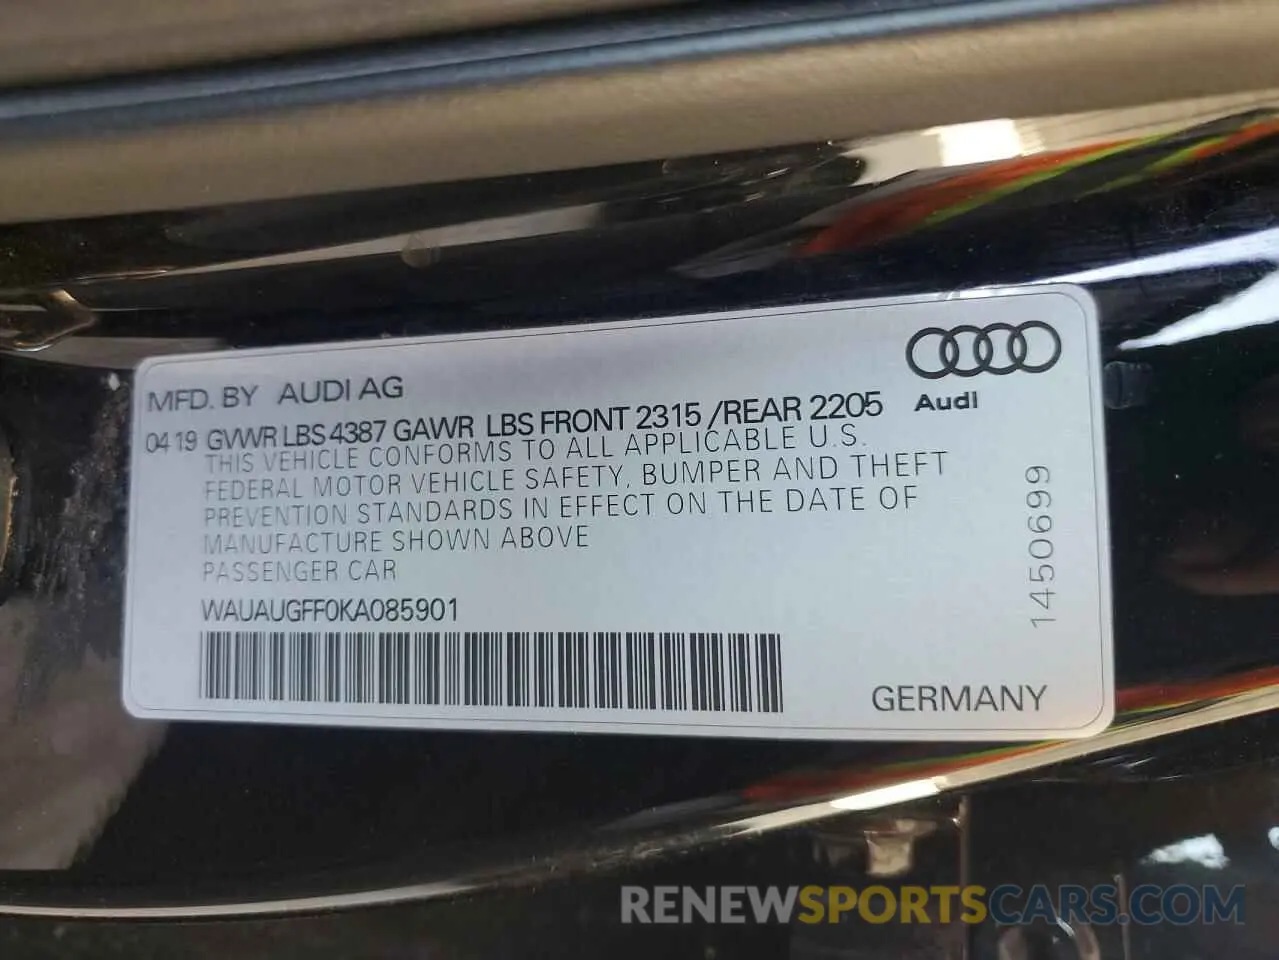 MFD. BY AUDI AG
Audi
04 19 GVWR LBS 4387 GAWR LBS FRONT 2315 /REAR 2205
THIS VEHICLE CONFORMS TO ALL APPLICABLE U.S.
FEDERAL MOTOR VEHICLE SAFETY, BUMPER AND THEFT
PREVENTION STANDARDS IN EFFECT ON THE DATE OF
MANUFACTURE SHOWN ABOVE
PASSENGER CAR
WAUAUGFF0KA085901
1450699
GERMANY
RENEWSPORTSCARS.COM